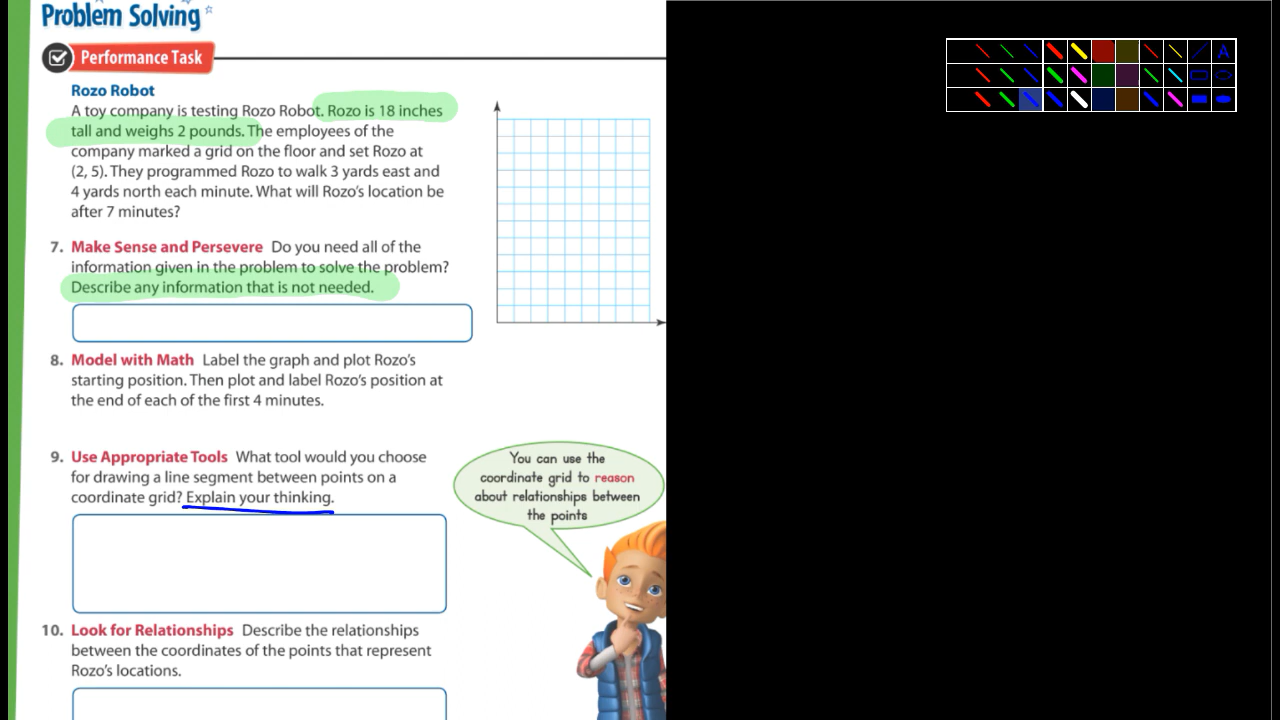 Problem Solving
Performance Task
Rozo Robot
A toy company is testing Rozo Robot. Rozo is 18 inches
tall and weighs 2 pounds. The employees of the
company marked a grid on the floor and set Rozo at
(2, 5). They programmed Rozo to walk 3 yards east and
4 yards north each minute. What will Rozo's location be
after 7 minutes?
7. Make Sense and Persevere Do you need all of the
information given in the problem to solve the problem?
Describe any information that is not needed.
8. Model with Math Label the graph and plot Rozo's
starting position. Then plot and label Rozo's position at
the end of each of the first 4 minutes.
9. Use Appropriate Tools What tool would you choose
for drawing a line segment between points on a
coordinate grid? Explain your thinking.
You can use the
coordinate grid to reason
about relationships between
the points
10. Look for Relationships Describe the relationships
between the coordinates of the points that represent
Rozo's locations.
A